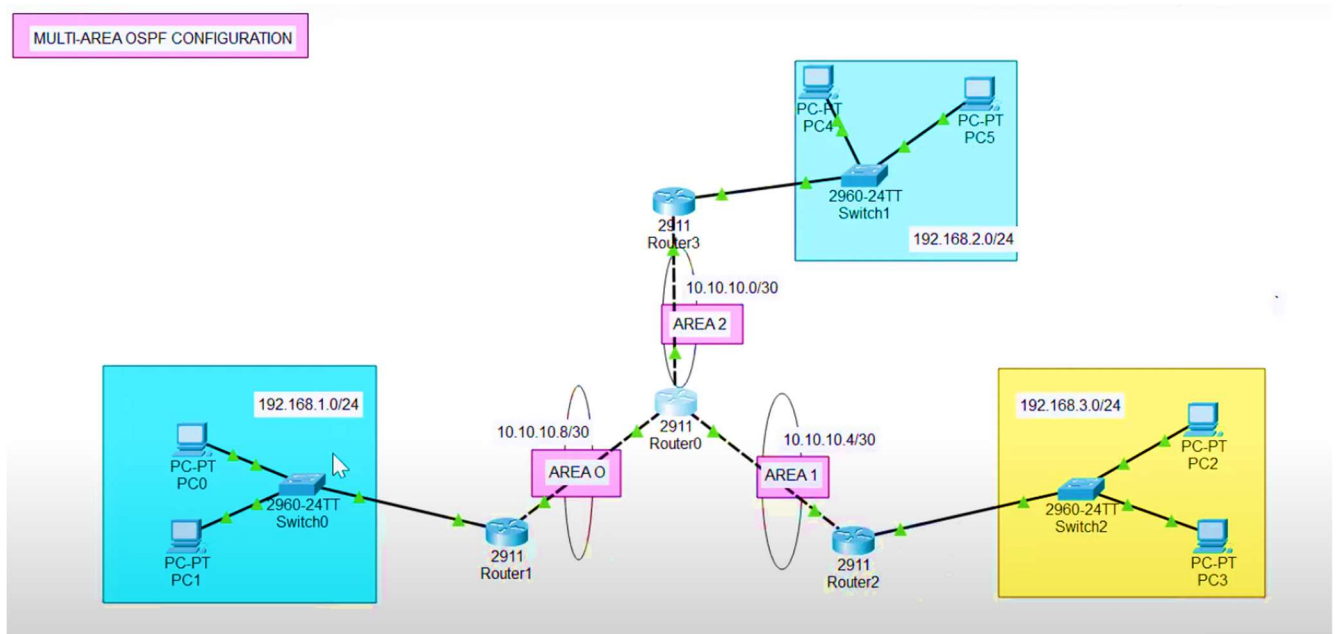 MULTI-AREA OSPF CONFIGURATION
PC-PT
PC4
PC-PT
PC5
2960-24TT
Switch1
192.168.2.0/24
2911
Router3
10.10.10.0/30
AREA 2
192.168.1.0/24
PC-PT
PC0
2960-24TT
Switch0
PC-PT
PC1
2911
Router1
10.10.10.8/30
AREA O
2911
Router0
10.10.10.4/30
AREA 1
2911
Router2
192.168.3.0/24
PC-PT
PC2
2960-24TT
Switch2
PC-PT
PC3